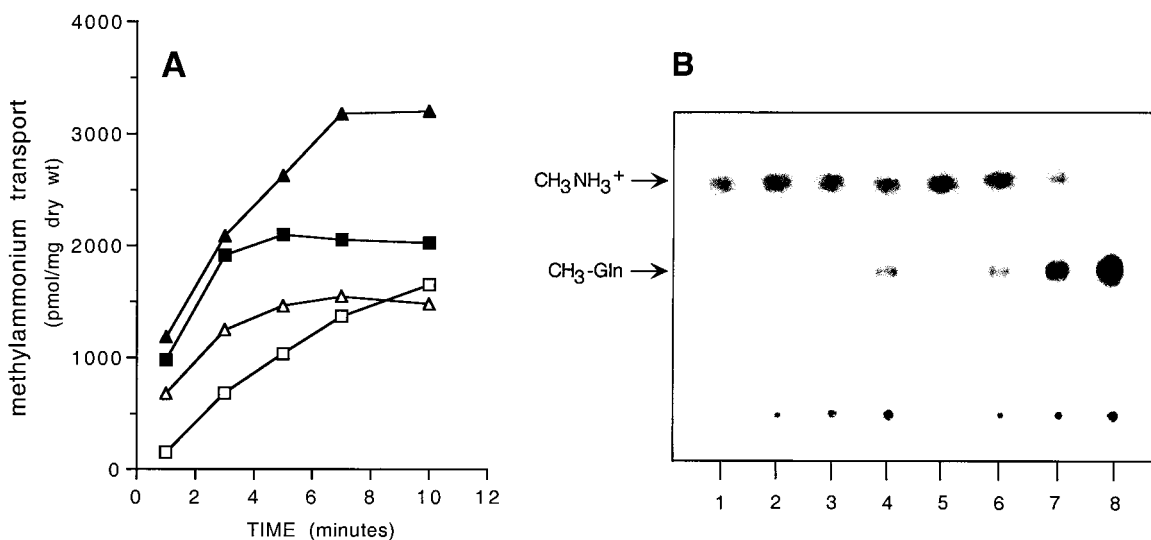 A
methylammonium transport
(pmol/mg dry wt)
4000
3000
2000
1000
0
0 2 4 6 8 10 12
TIME (minutes)
B
CH₃NH₃⁺
CH₃-Gln
1 2 3 4 5 6 7 8